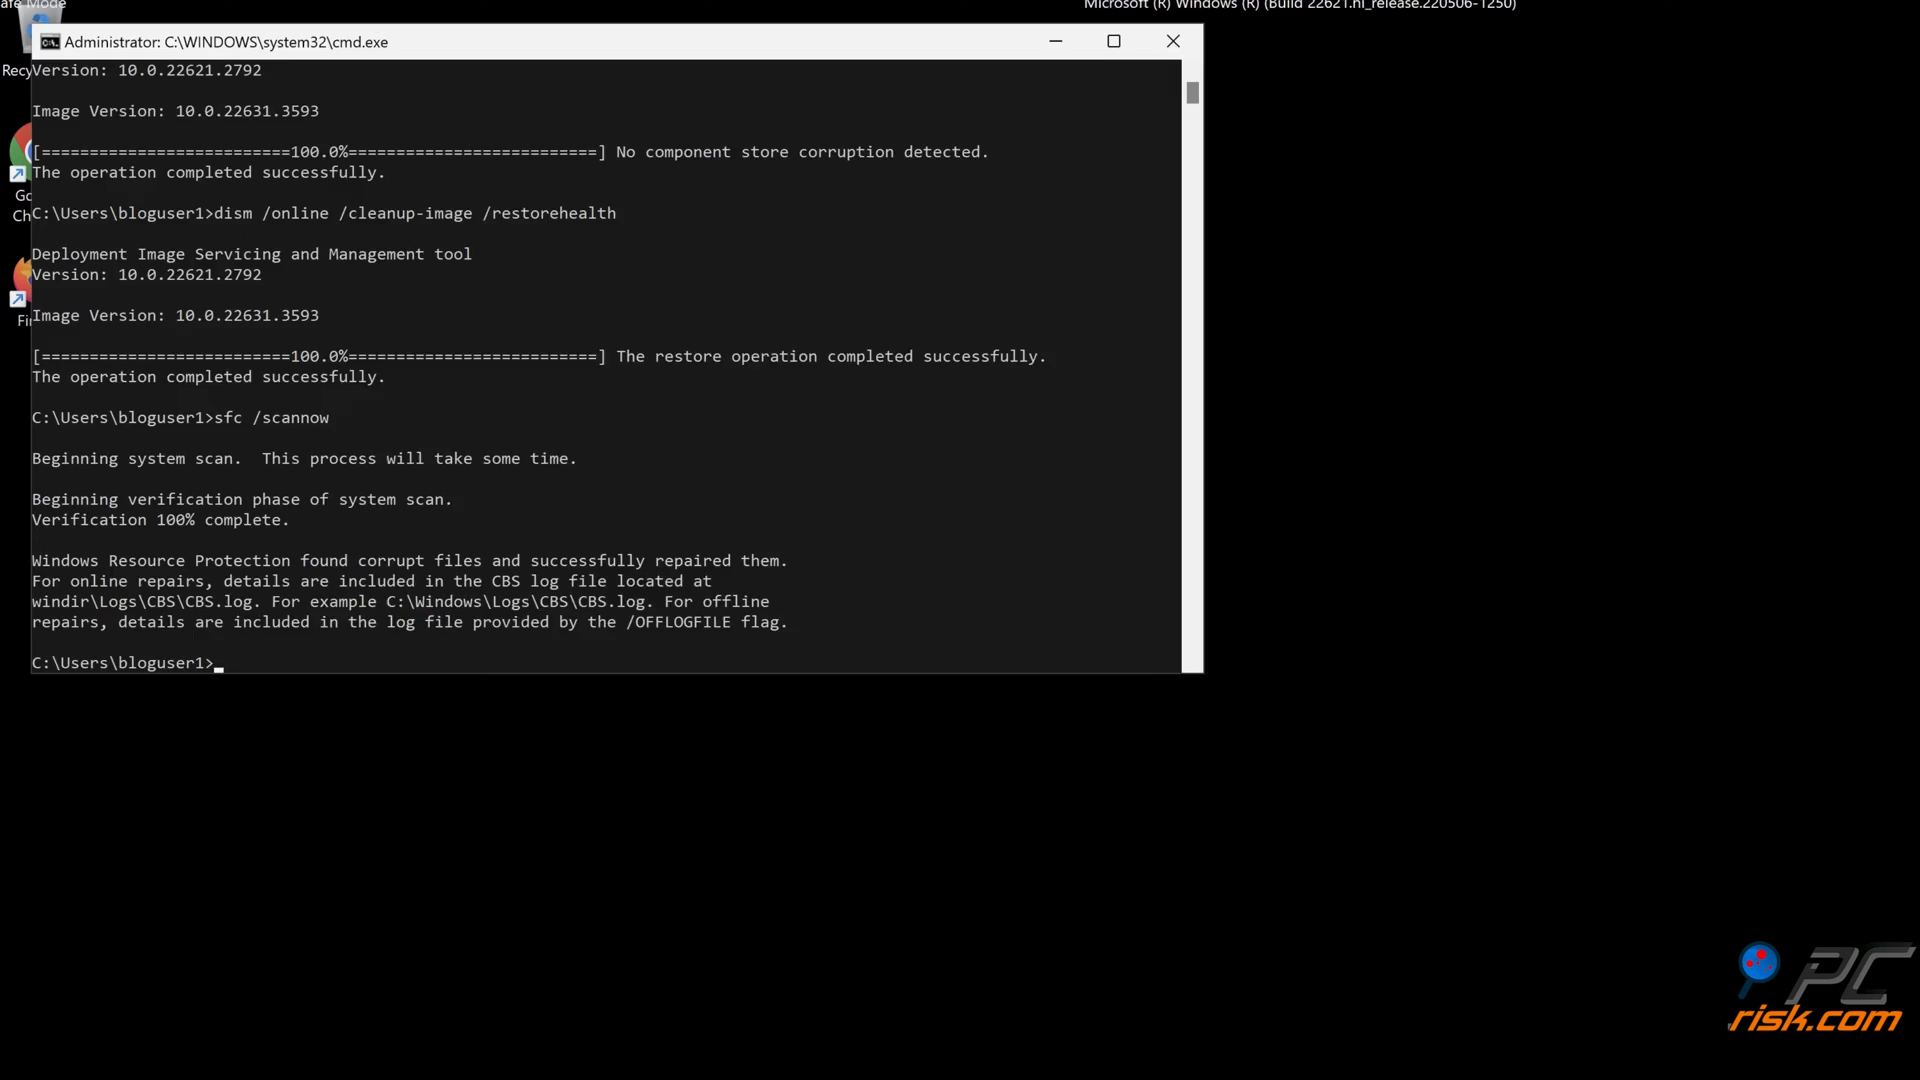 afe Mode
Microsoft (R) Windows (R) (Build 22621.ni_release.220506-1250)
Administrator: C:\WINDOWS\system32\cmd.exe
Recy
Version: 10.0.22621.2792
Image Version: 10.0.22631.3593
[==========================100.0%==========================] No component store corruption detected.
The operation completed successfully.
Go
Ch
C:\Users\bloguser1>dism /online /cleanup-image /restorehealth
Deployment Image Servicing and Management tool
Version: 10.0.22621.2792
Image Version: 10.0.22631.3593
Fir
[==========================100.0%==========================] The restore operation completed successfully.
The operation completed successfully.
C:\Users\bloguser1>sfc /scannow
Beginning system scan.  This process will take some time.
Beginning verification phase of system scan.
Verification 100% complete.
Windows Resource Protection found corrupt files and successfully repaired them.
For online repairs, details are included in the CBS log file located at
windir\Logs\CBS\CBS.log. For example C:\Windows\Logs\CBS\CBS.log. For offline
repairs, details are included in the log file provided by the /OFFLOGFILE flag.
C:\Users\bloguser1>
PC
risk.com